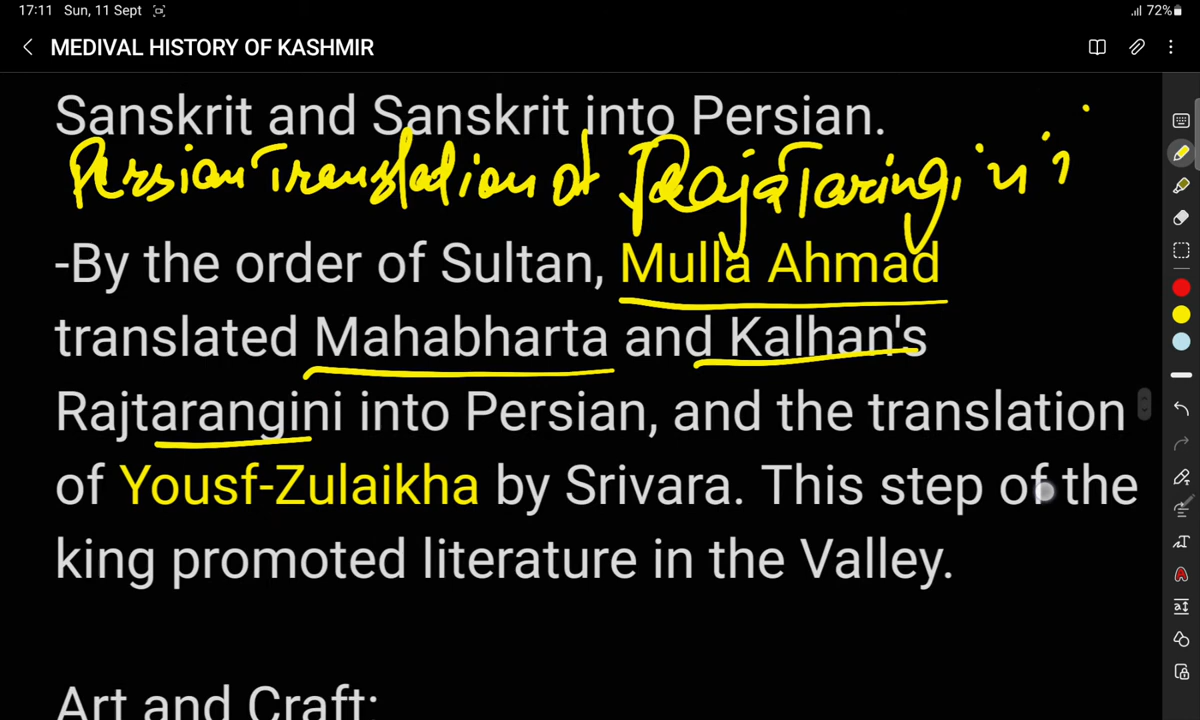 17:11 Sun, 11 Sept 72%
MEDIVAL HISTORY OF KASHMIR
Sanskrit and Sanskrit into Persian.
Persian Translation of RajaTaringini
-By the order of Sultan, Mulla Ahmad
translated Mahabharta and Kalhan's
Rajtarangini into Persian, and the translation
of Yousf-Zulaikha by Srivara. This step of the
king promoted literature in the Valley.
Art and Craft: